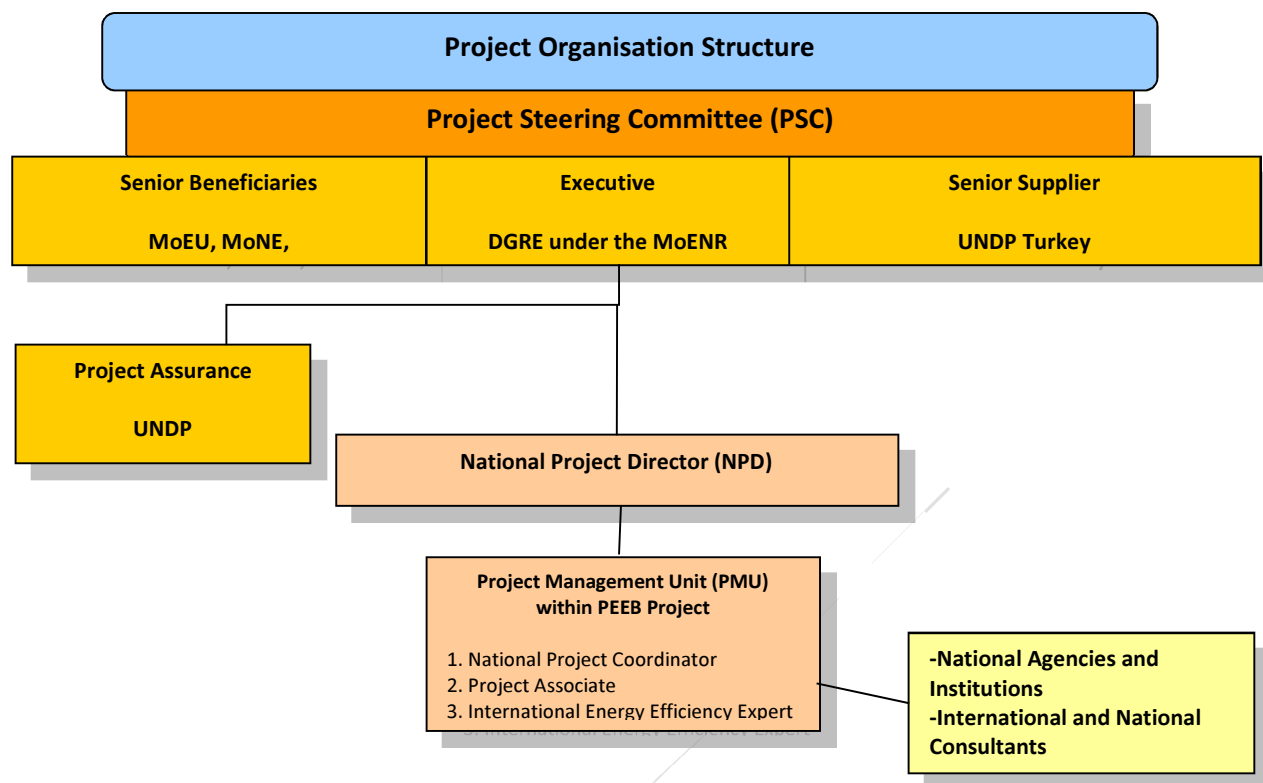 Project Organisation Structure
Project Steering Committee (PSC)
Senior Beneficiaries
MoEU, MoNE,
Executive
DGRE under the MoENR
Senior Supplier
UNDP Turkey
Project Assurance
UNDP
National Project Director (NPD)
Project Management Unit (PMU)
within PEEB Project
1. National Project Coordinator
2. Project Associate
3. International Energy Efficiency Expert
-National Agencies and
Institutions
-International and National
Consultants